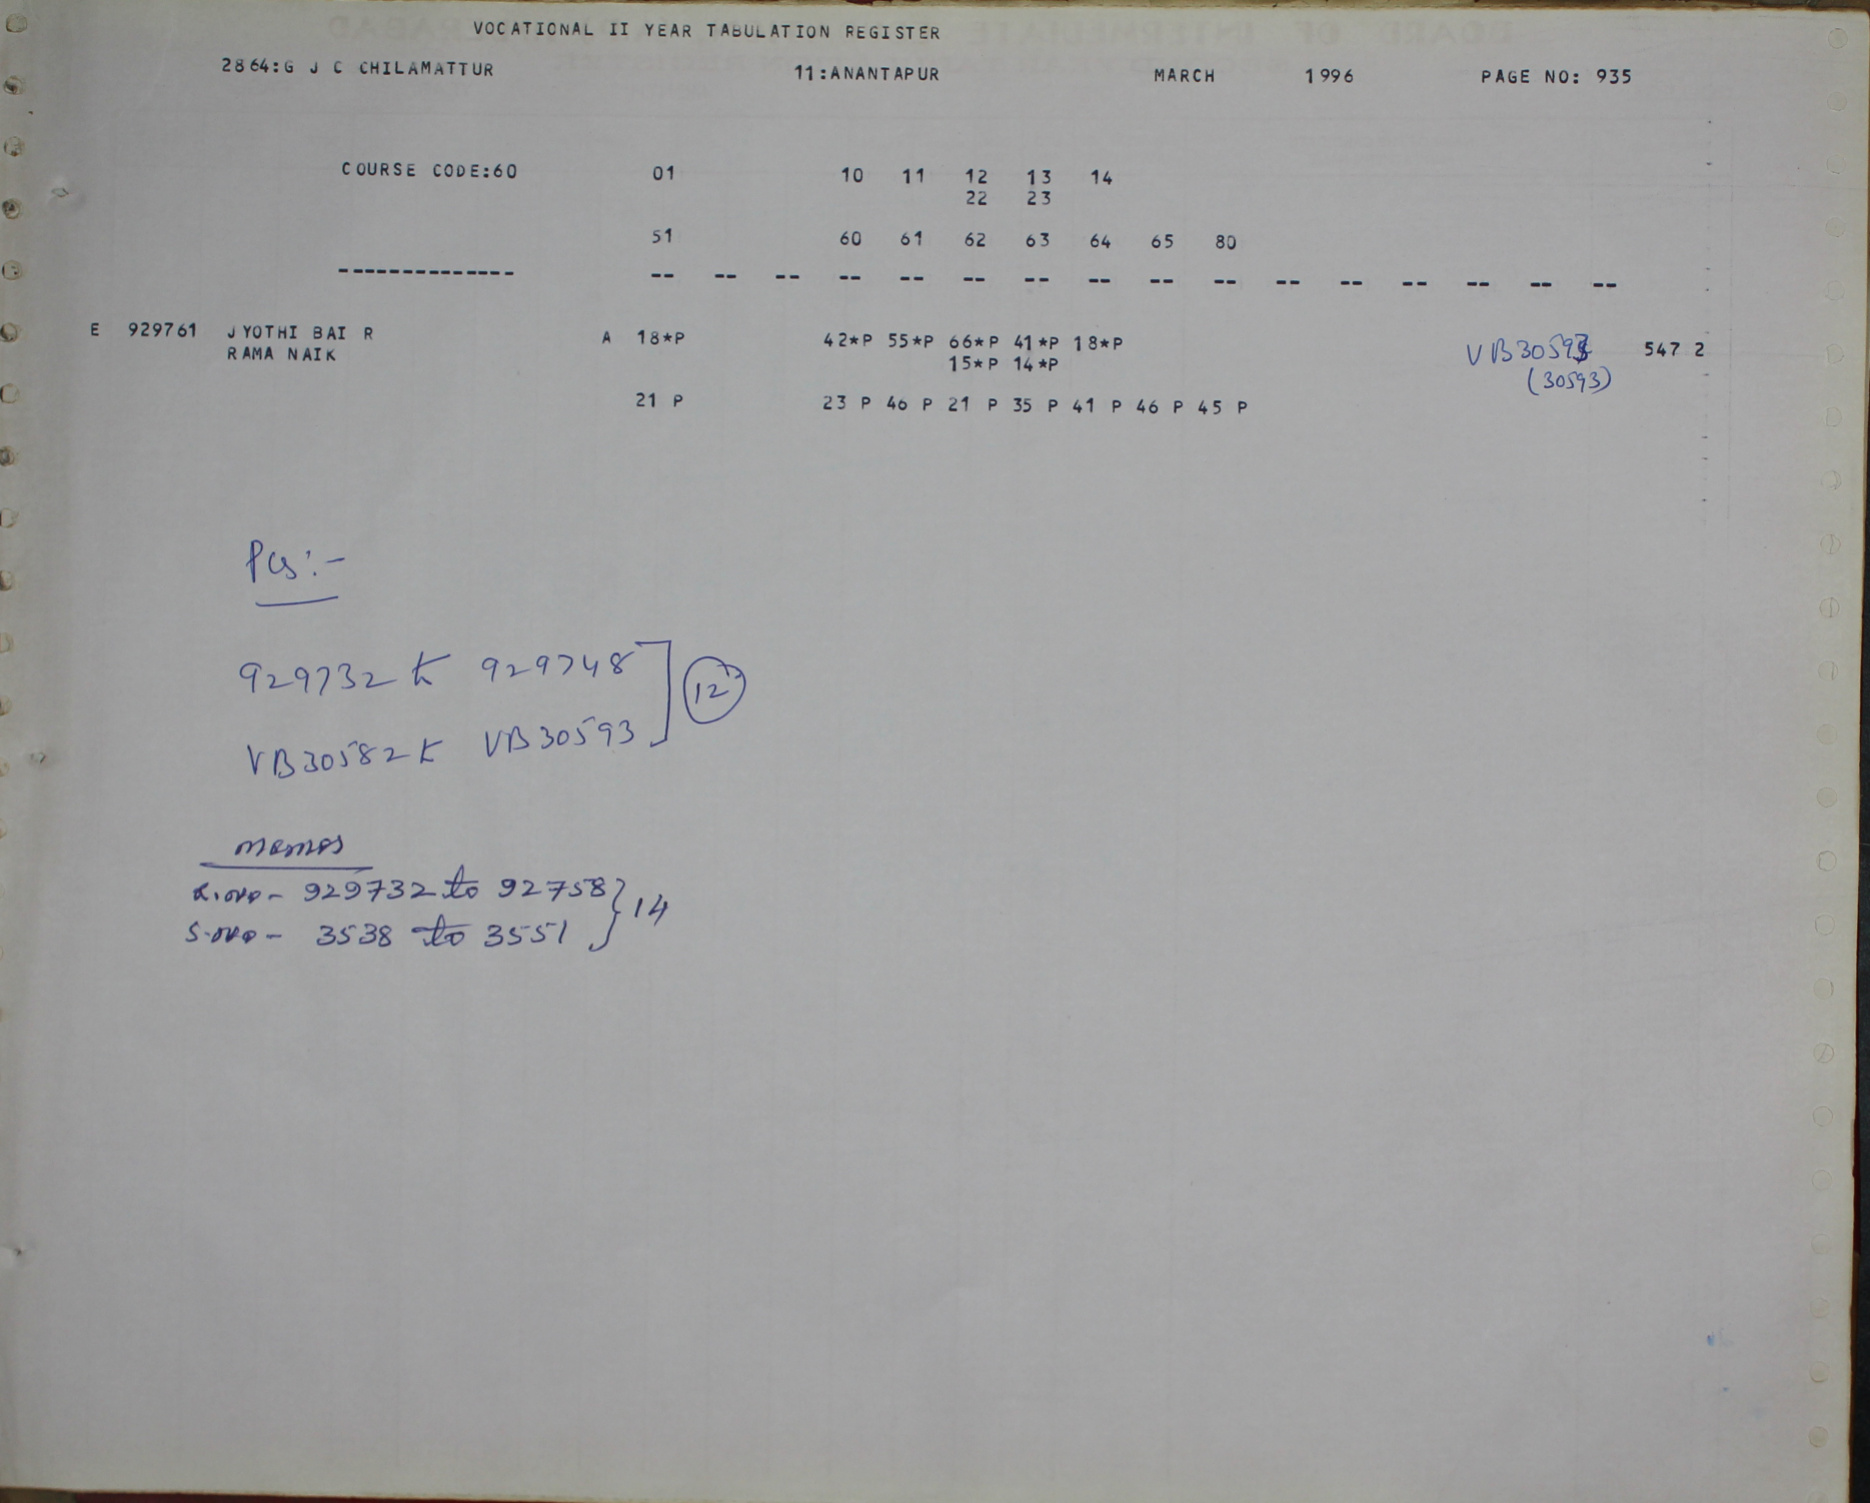 VOCATIONAL II YEAR TABULATION REGISTER
2864:G J C CHILAMATTUR 11:ANANTAPUR MARCH 1996 PAGE NO: 935
COURSE CODE:60 01 10 11 12 13 14
22 23
51 60 61 62 63 64 65 80
-------------- -- -- -- -- -- -- -- -- -- -- -- -- -- -- -- --
E 929761 JYOTHI BAI R A 18*P 42*P 55*P 66*P 41*P 18*P VB30593 547 2
RAMA NAIK 15*P 14*P (30593)
21 P 23 P 46 P 21 P 35 P 41 P 46 P 45 P
Pcs:-
929732 to 929748 12
VB30582 to VB30593
memos
R.No- 929732 to 92758 } 14
S.No- 3538 to 3551